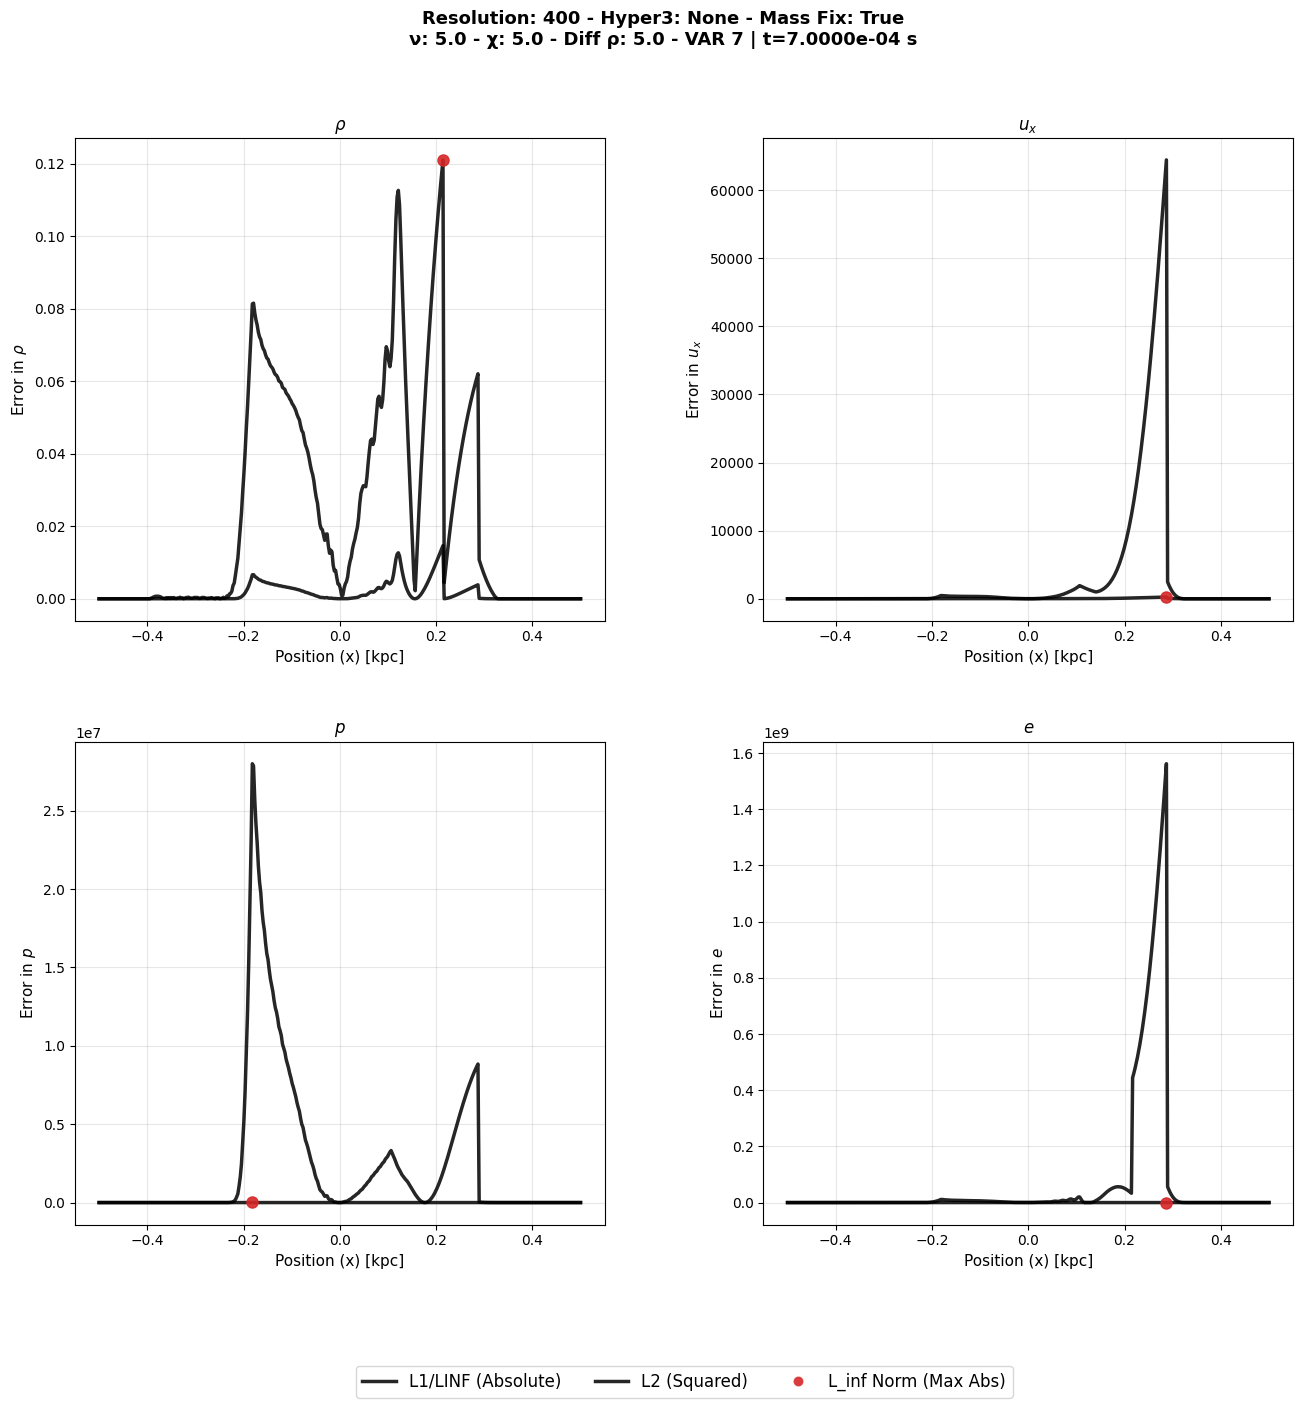 Resolution: 400 - Hyper3: None - Mass Fix: True
ν: 5.0 - χ: 5.0 - Diff ρ: 5.0 - VAR 7 | t=7.0000e-04 s
ρ
Error in ρ
0.12
0.10
0.08
0.06
0.04
0.02
0.00
−0.4 −0.2 0.0 0.2 0.4
Position (x) [kpc]
u_x
Error in u_x
60000
50000
40000
30000
20000
10000
0
−0.4 −0.2 0.0 0.2 0.4
Position (x) [kpc]
1e7
p
Error in p
2.5
2.0
1.5
1.0
0.5
0.0
−0.4 −0.2 0.0 0.2 0.4
Position (x) [kpc]
1e9
e
Error in e
1.6
1.4
1.2
1.0
0.8
0.6
0.4
0.2
0.0
−0.4 −0.2 0.0 0.2 0.4
Position (x) [kpc]
L1/LINF (Absolute) L2 (Squared) L_inf Norm (Max Abs)